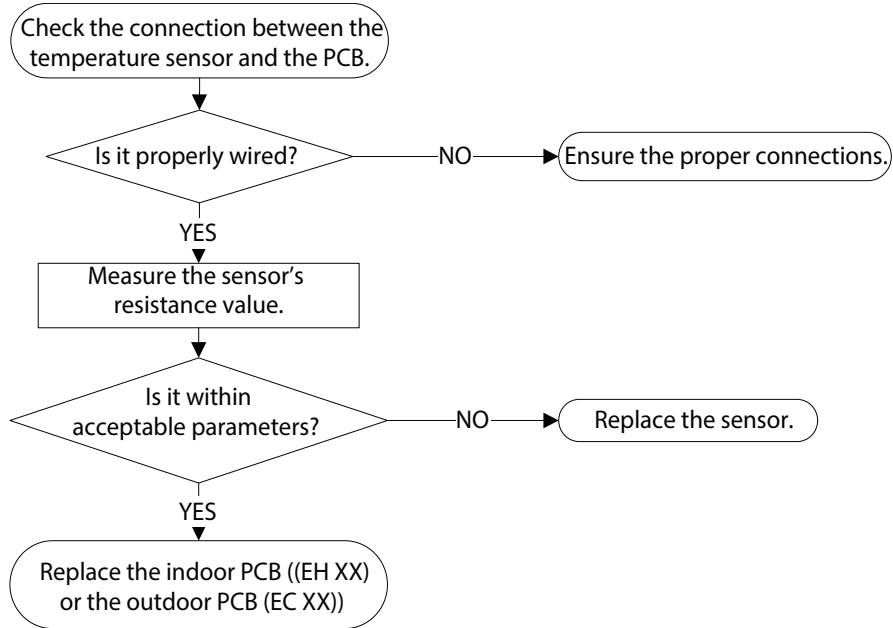 Check the connection between the
temperature sensor and the PCB.
Is it properly wired?
NO
Ensure the proper connections.
YES
Measure the sensor's
resistance value.
Is it within
acceptable parameters?
NO
Replace the sensor.
YES
Replace the indoor PCB ((EH XX)
or the outdoor PCB (EC XX))